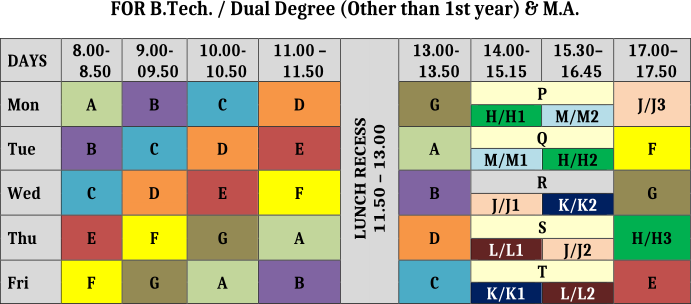 FOR B.Tech. / Dual Degree (Other than 1st year) & M.A.
DAYS 8.00-8.50 9.00-09.50 10.00-10.50 11.00 – 11.50 LUNCH RECESS 11.50 – 13.00 13.00-13.50 14.00-15.15 15.30–16.45 17.00–17.50
Mon A B C D G P J/J3
H/H1 M/M2
Tue B C D E A Q F
M/M1 H/H2
Wed C D E F B R G
J/J1 K/K2
Thu E F G A D S H/H3
L/L1 J/J2
Fri F G A B C T E
K/K1 L/L2